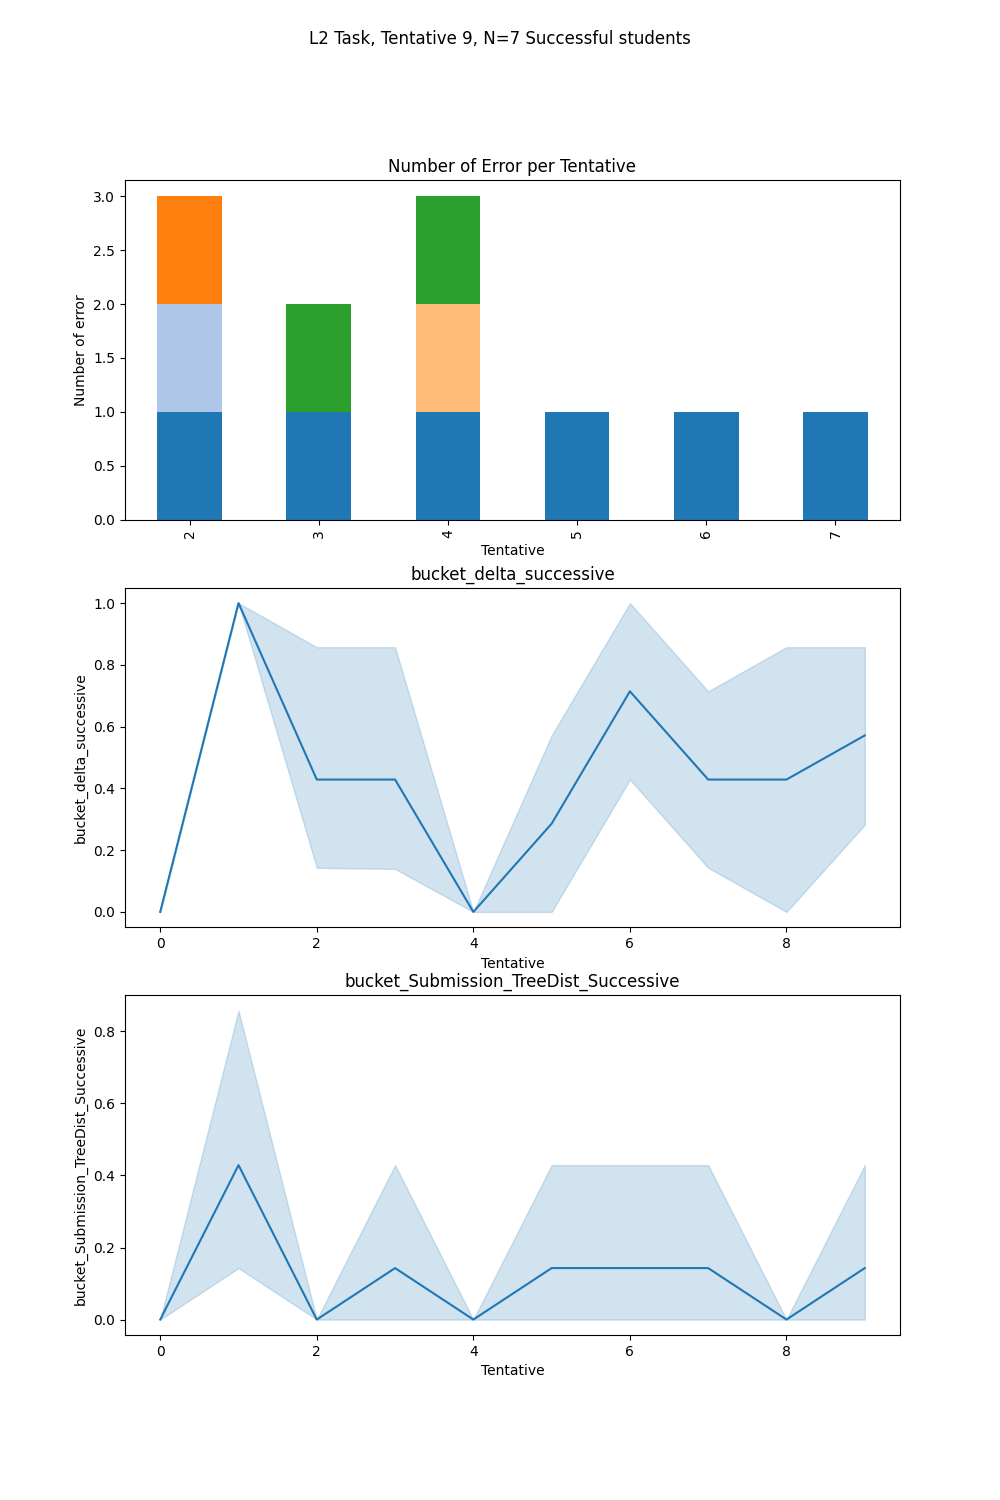 L2 Task, Tentative 9, N=7 Successful students
Number of Error per Tentative
Number of error
3.0
2.5
2.0
1.5
1.0
0.5
0.0
2 3 4 5 6 7
Tentative
bucket_delta_successive
bucket_delta_successive
1.0
0.8
0.6
0.4
0.2
0.0
0 2 4 6 8
Tentative
bucket_Submission_TreeDist_Successive
bucket_Submission_TreeDist_Successive
0.8
0.6
0.4
0.2
0.0
0 2 4 6 8
Tentative